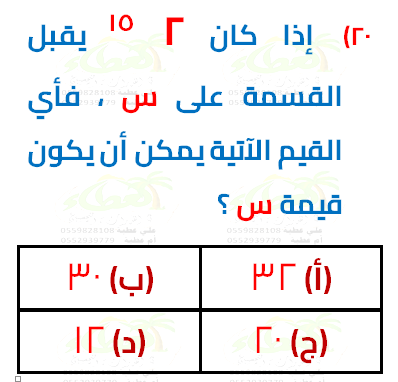 ٢٠) إذا كان ٢ ١٥ يقبل
القسمة على س ، فأي
القيم الآتية يمكن أن يكون
قيمة س ؟
(أ) ٣٢ (ب) ٣٠
(ج) ٢٠ (د) ١٢